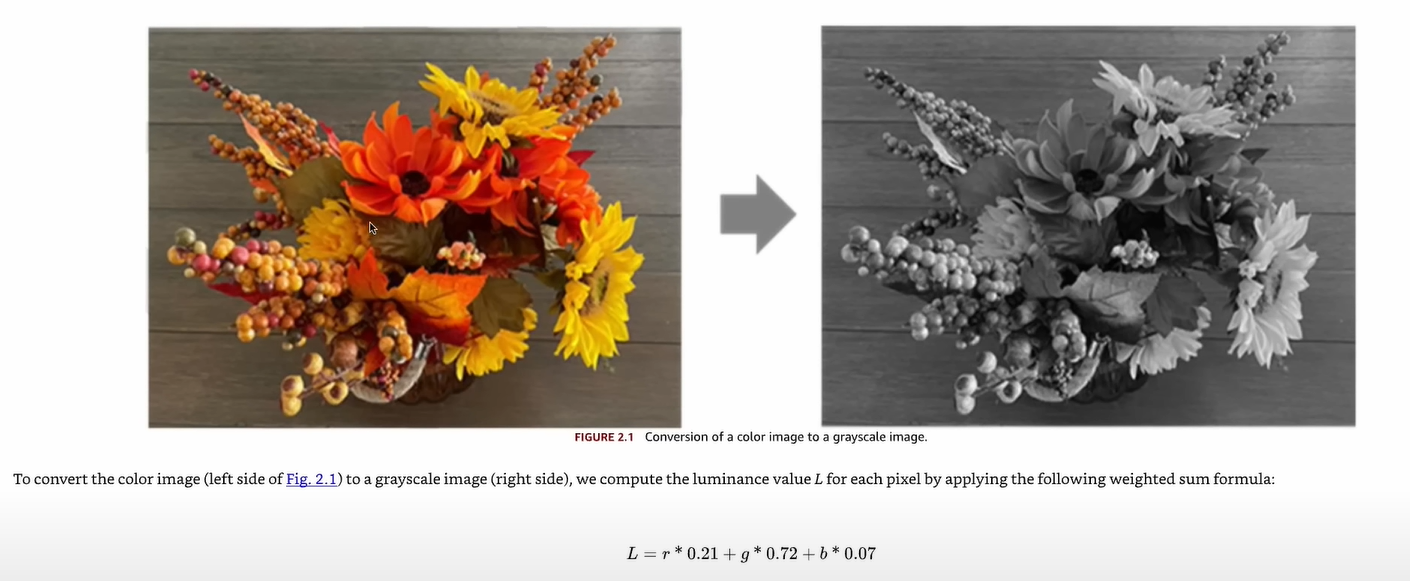 FIGURE 2.1 Conversion of a color image to a grayscale image.
To convert the color image (left side of Fig. 2.1) to a grayscale image (right side), we compute the luminance value L for each pixel by applying the following weighted sum formula:
L = r * 0.21 + g * 0.72 + b * 0.07